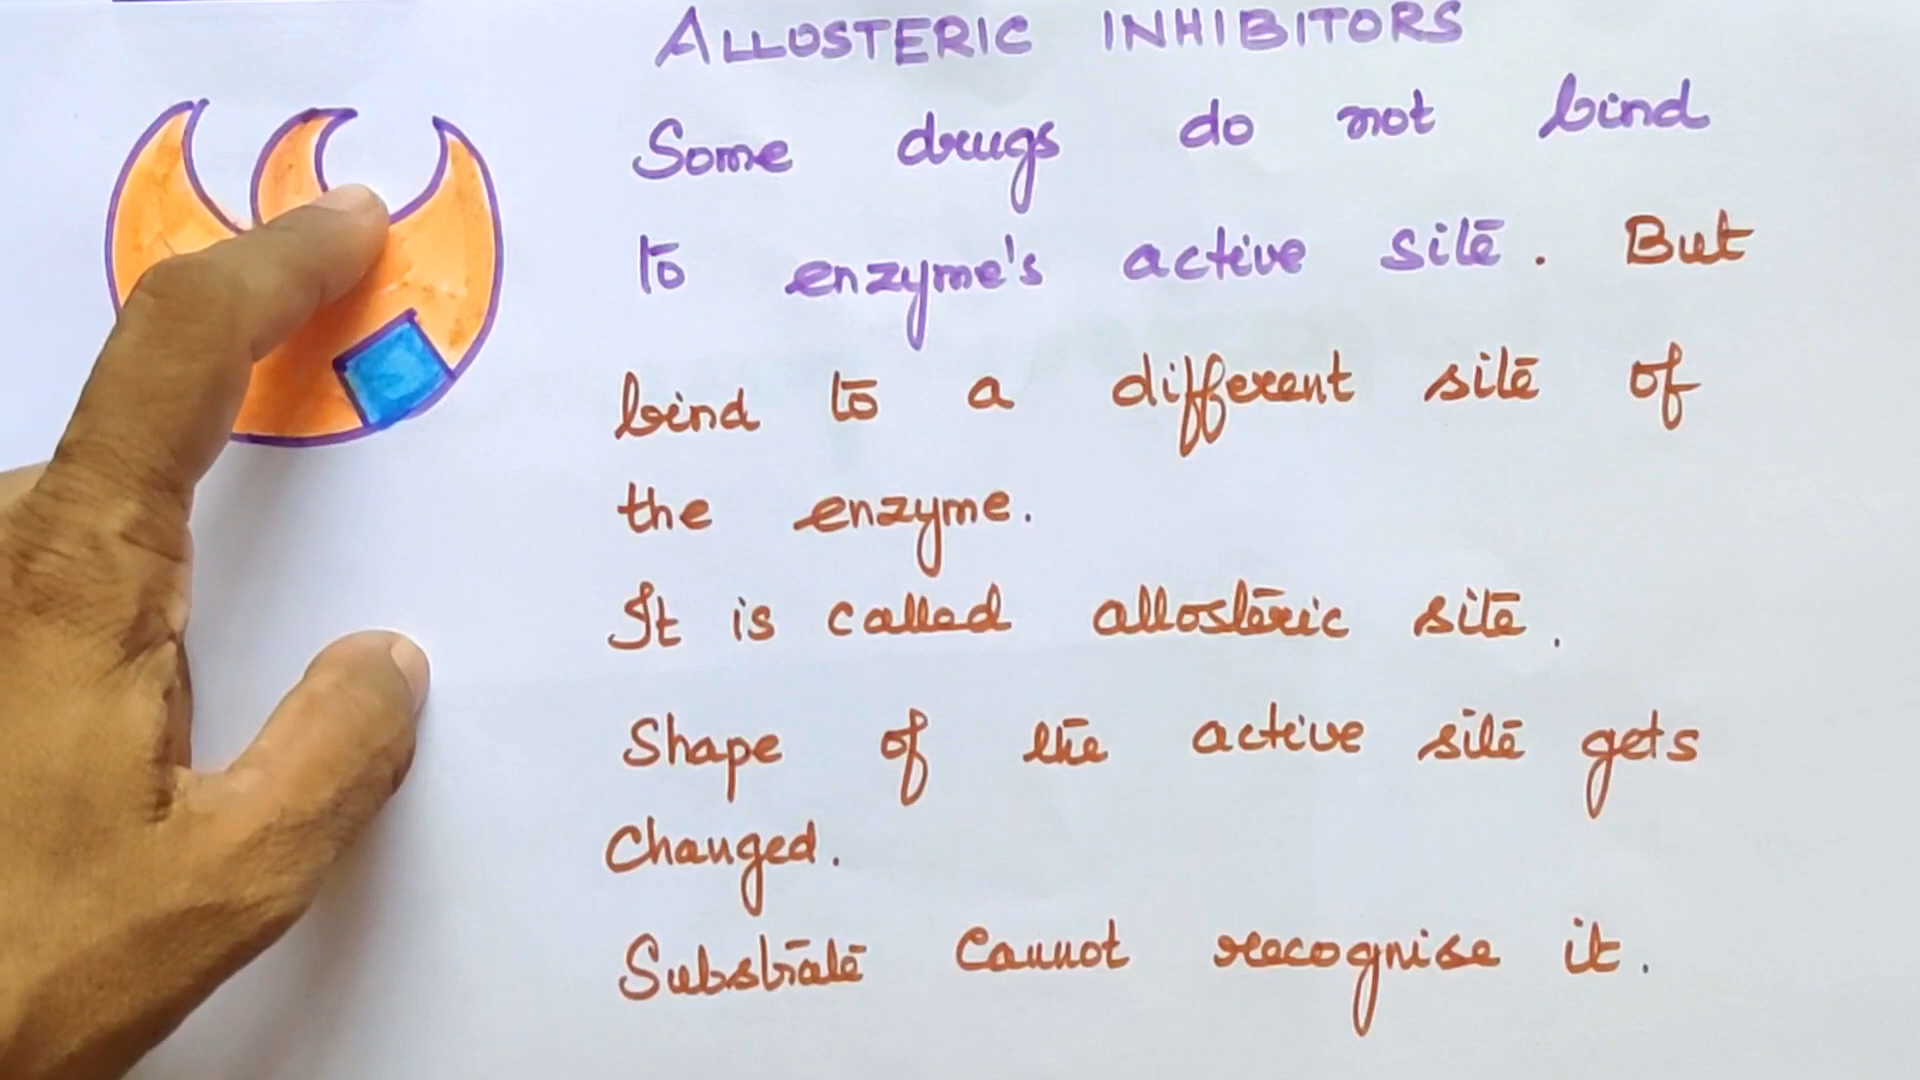 ALLOSTERIC INHIBITORS
Some drugs do not bind
to enzyme's active site. But
bind to a different site of
the enzyme.
It is called allosteric site.
Shape of the active site gets
Changed.
Substrate Cannot recognise it.